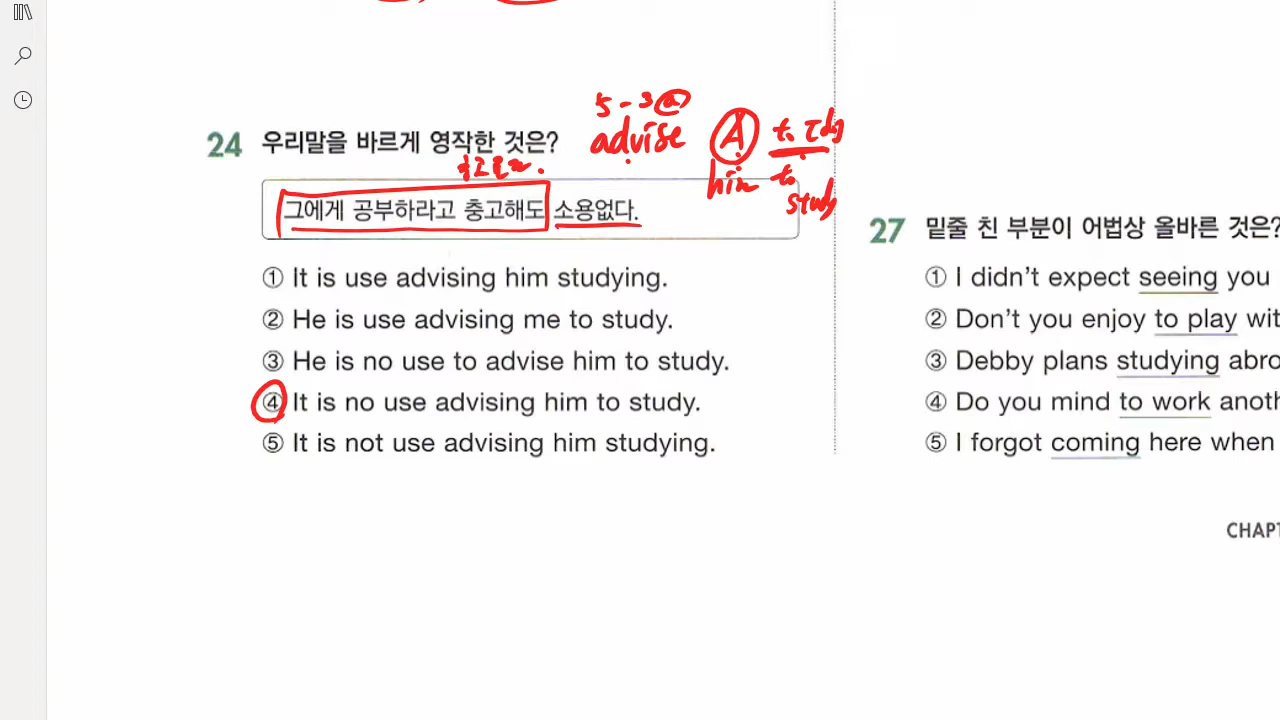 5-3ⓐ
advise Ⓐ to
him to study
24 우리말을 바르게 영작한 것은?
그에게 공부하라고 충고해도 소용없다.
① It is use advising him studying.
② He is use advising me to study.
③ He is no use to advise him to study.
④ It is no use advising him to study.
⑤ It is not use advising him studying.
27 밑줄 친 부분이 어법상 올바른 것은?
① I didn't expect seeing you
② Don't you enjoy to play wit
③ Debby plans studying abro
④ Do you mind to work anoth
⑤ I forgot coming here when
CHAPT